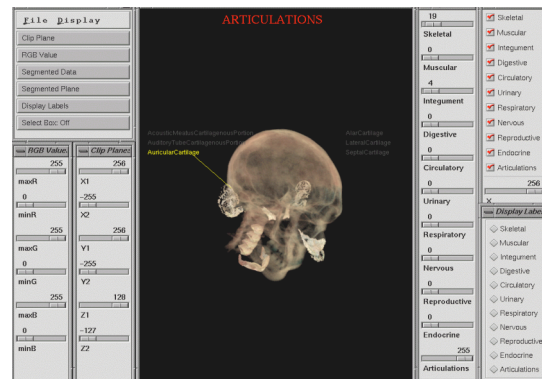 File Display
Clip Plane
RGB Value
Segmented Data
Segmented Plane
Display Labels
Select Box: Off
RGB Value
255
maxR
0
minR
255
maxG
0
minG
255
maxB
0
minB
Clip Plane
256
X1
-255
X2
256
Y1
-255
Y2
128
Z1
-127
Z2
ARTICULATIONS
AcousticMeatusCartilagenousPortion
AuditoryTubeCartilagenousPortion
AuricularCartilage
AlarCartilage
LateralCartilage
SeptalCartilage
19
Skeletal
0
Muscular
4
Integument
0
Digestive
0
Circulatory
0
Urinary
0
Respiratory
0
Nervous
0
Reproductive
0
Endocrine
255
Articulations
Skeletal
Muscular
Integument
Digestive
Circulatory
Urinary
Respiratory
Nervous
Reproductive
Endocrine
Articulations
256
X
Display Label
Skeletal
Muscular
Integument
Digestive
Circulatory
Urinary
Respiratory
Nervous
Reproductive
Endocrine
Articulations